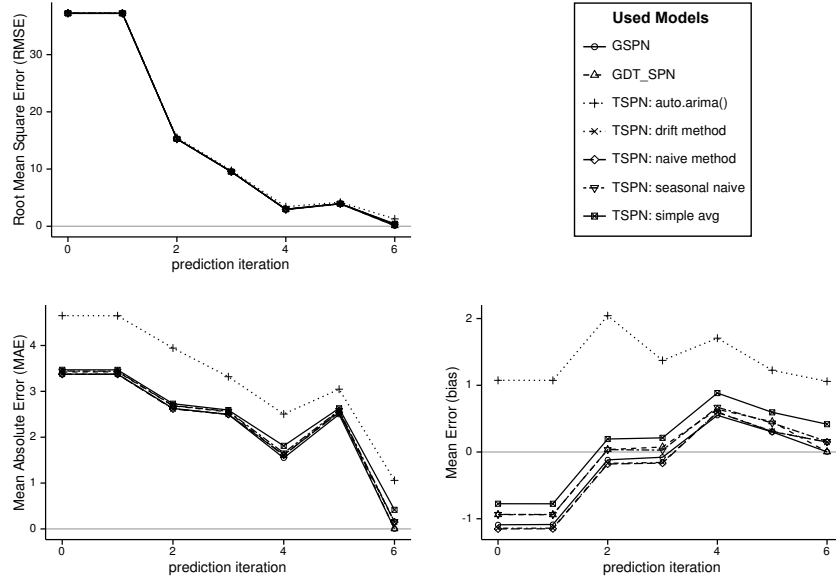 Root Mean Square Error (RMSE)
30
20
10
0
0
2
4
6
prediction iteration
Used Models
GSPN
GDT_SPN
TSPN: auto.arima()
TSPN: drift method
TSPN: naive method
TSPN: seasonal naive
TSPN: simple avg
Mean Absolute Error (MAE)
4
3
2
1
0
0
2
4
6
prediction iteration
Mean Error (bias)
2
1
0
-1
0
2
4
6
prediction iteration